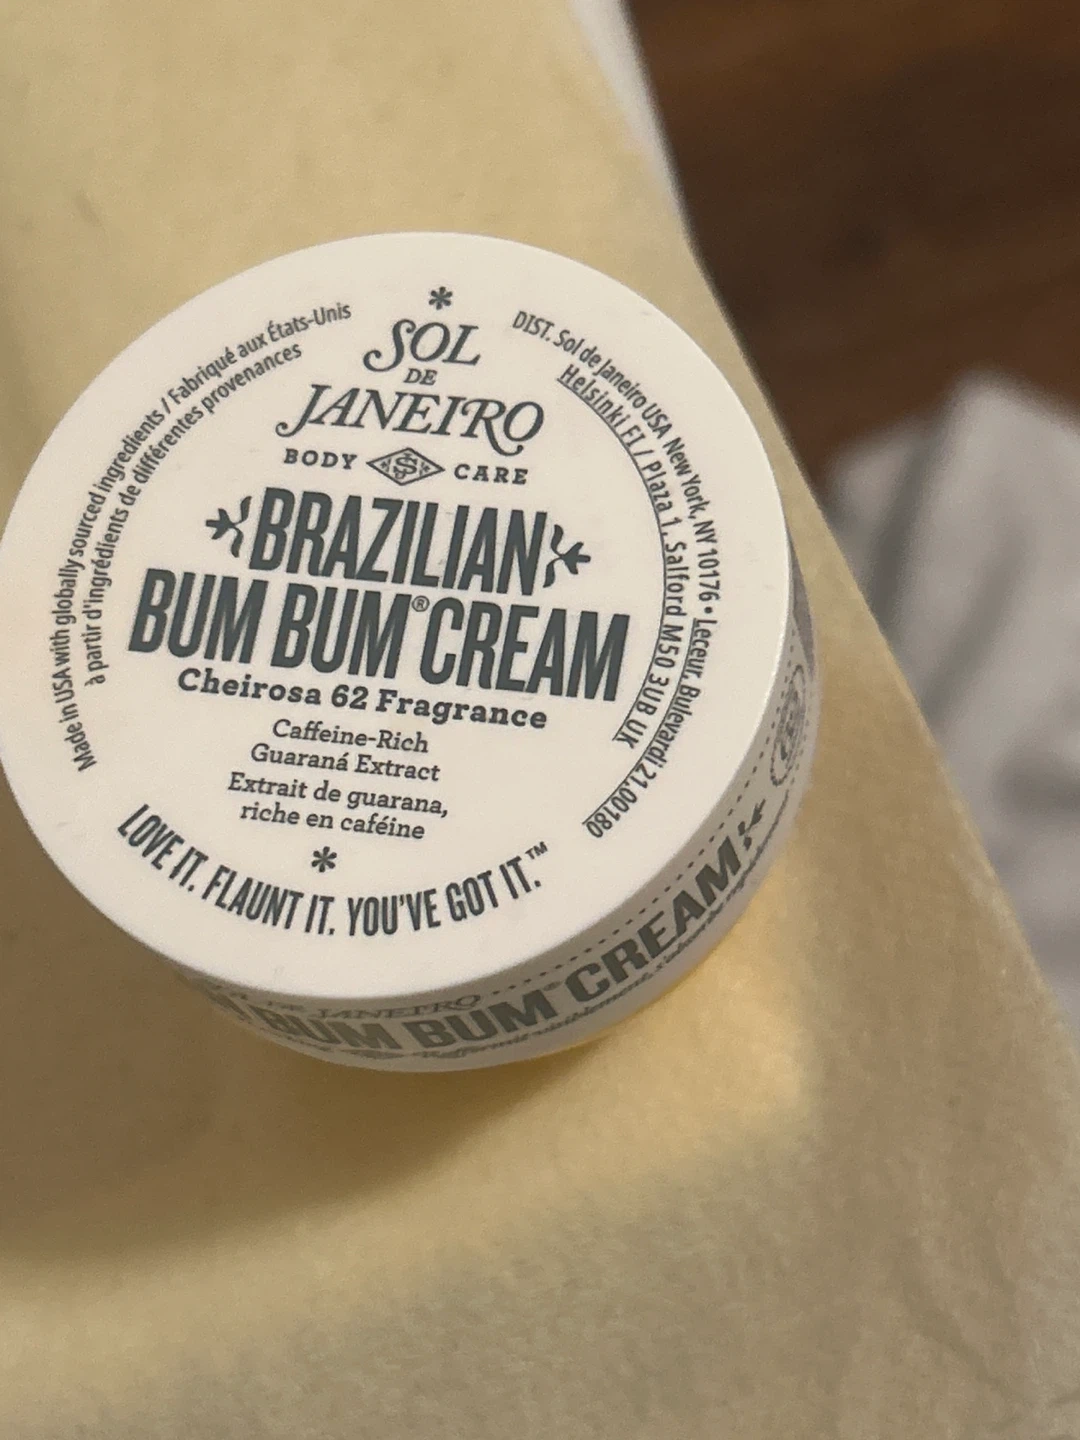 SOL
DE
JANEIRO
BODY CARE
BRAZILIAN
BUM BUM® CREAM
Cheirosa 62 Fragrance
Caffeine-Rich
Guaraná Extract
Extrait de guarana,
riche en caféine
LOVE IT. FLAUNT IT. YOU'VE GOT IT.™
Made in USA with globally sourced ingredients / Fabriqué aux États-Unis
à partir d'ingrédients de différentes provenances
DIST. Sol de Janeiro USA New York, NY 10176 • Leceur, Bulevardi 21,00180
Helsinki FI / Plaza 1, Salford M50 3UB UK
DE JANEIRO
BUM BUM® CREAM